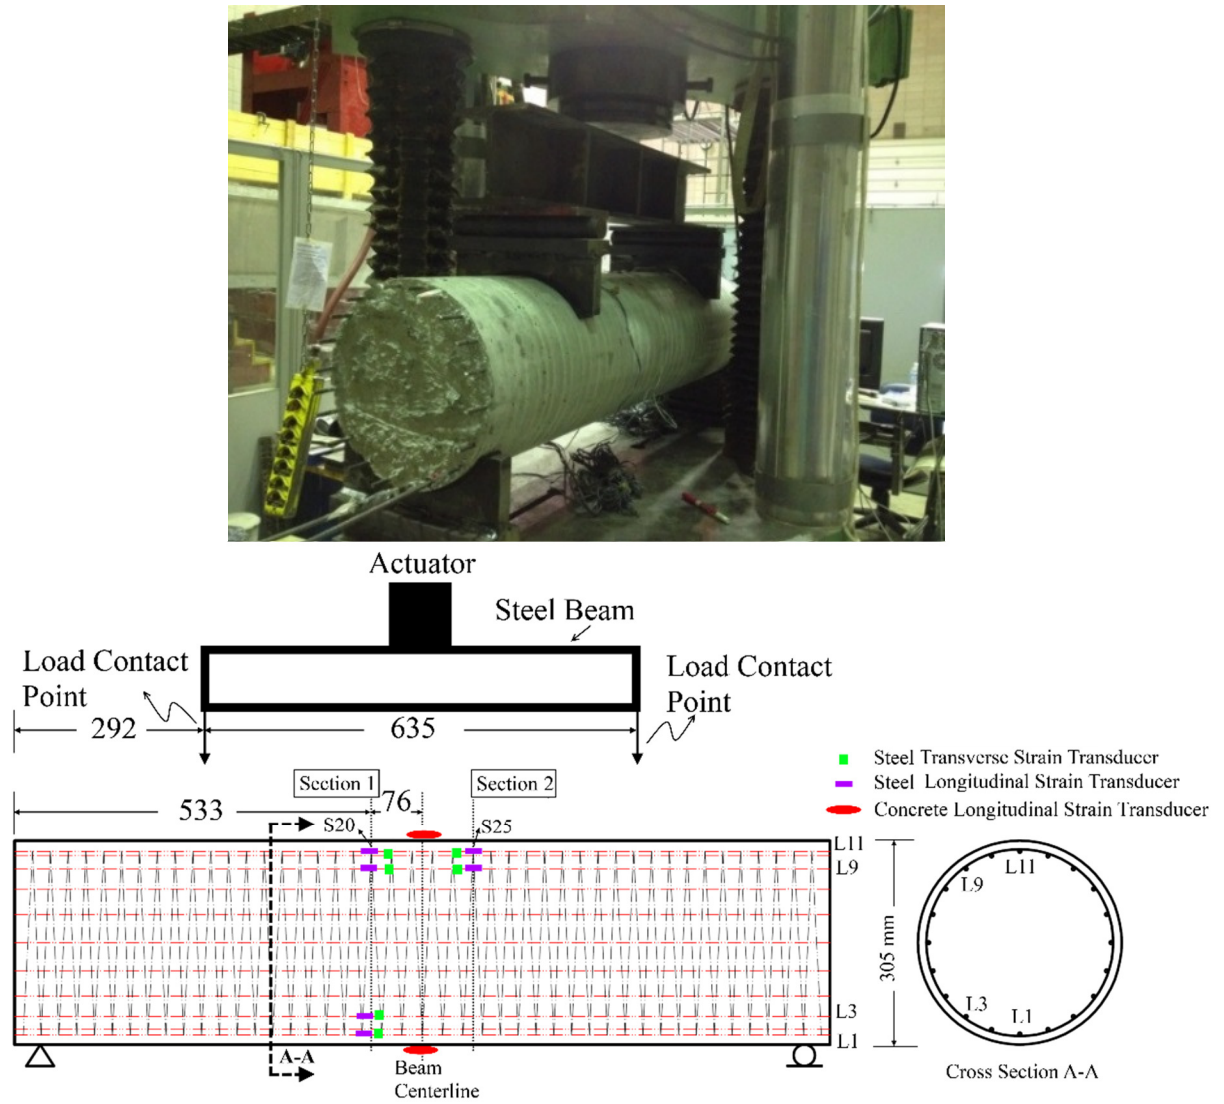 Actuator
Steel Beam
Load Contact
Point
Load Contact
Point
292
635
Steel Transverse Strain Transducer
Steel Longitudinal Strain Transducer
Concrete Longitudinal Strain Transducer
Section 1
Section 2
533
76
S20
S25
L11
L9
L3
L1
305 mm
L11
L9
L3
L1
A-A
Beam
Centerline
Cross Section A-A